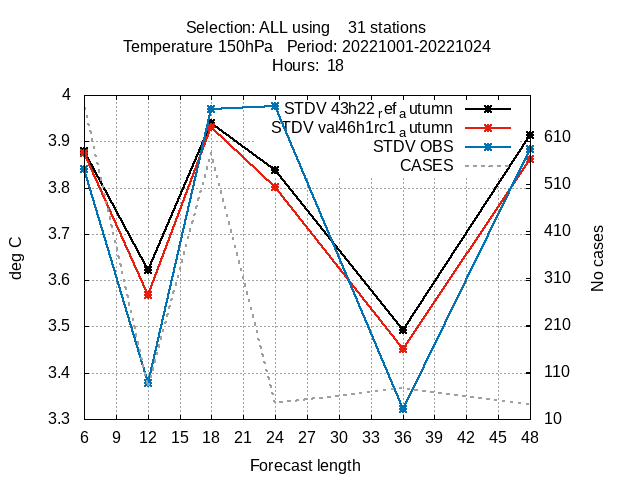 Selection: ALL using    31 stations
Temperature 150hPa   Period: 20221001-20221024
Hours:  18
STDV 43h22refautumn
STDV val46h1rc1autumn
STDV OBS
CASES
4
3.9
3.8
3.7
3.6
3.5
3.4
3.3
deg C
610
510
410
310
210
110
10
No cases
6 9 12 15 18 21 24 27 30 33 36 39 42 45 48
Forecast length